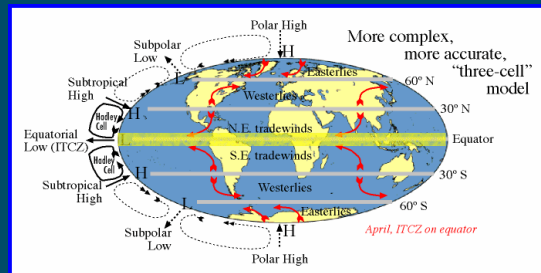 Polar High
H
More complex,
more accurate,
"three-cell"
model
Subpolar
Low
L
Easterlies
60° N
Westerlies
Subtropical
High
H
30° N
Hadley
Cell
N.E. tradewinds
Equatorial
Low (ITCZ)
Equator
Hadley
Cell
S.E. tradewinds
H
30° S
Subtropical
High
Westerlies
L
60° S
Easterlies
Subpolar
Low
H
April, ITCZ on equator
Polar High